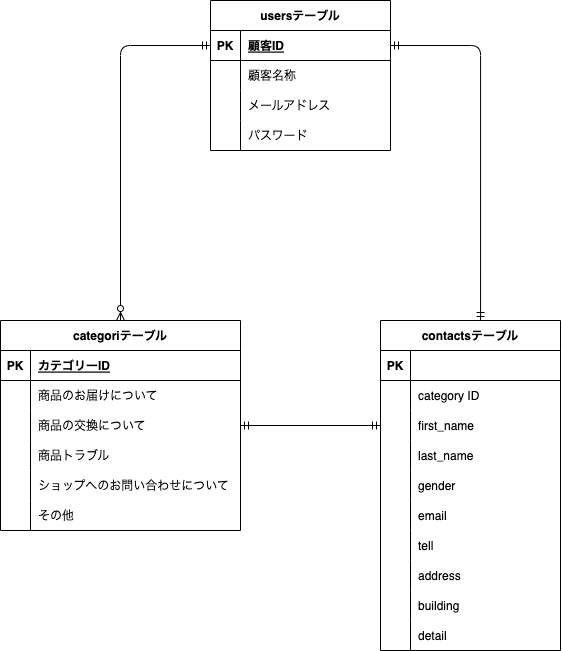 usersテーブル
PK 顧客ID
顧客名称
メールアドレス
パスワード
categoriテーブル
PK カテゴリーID
商品のお届けについて
商品の交換について
商品トラブル
ショップへのお問い合わせについて
その他
contactsテーブル
PK
category ID
first_name
last_name
gender
email
tell
address
building
detail